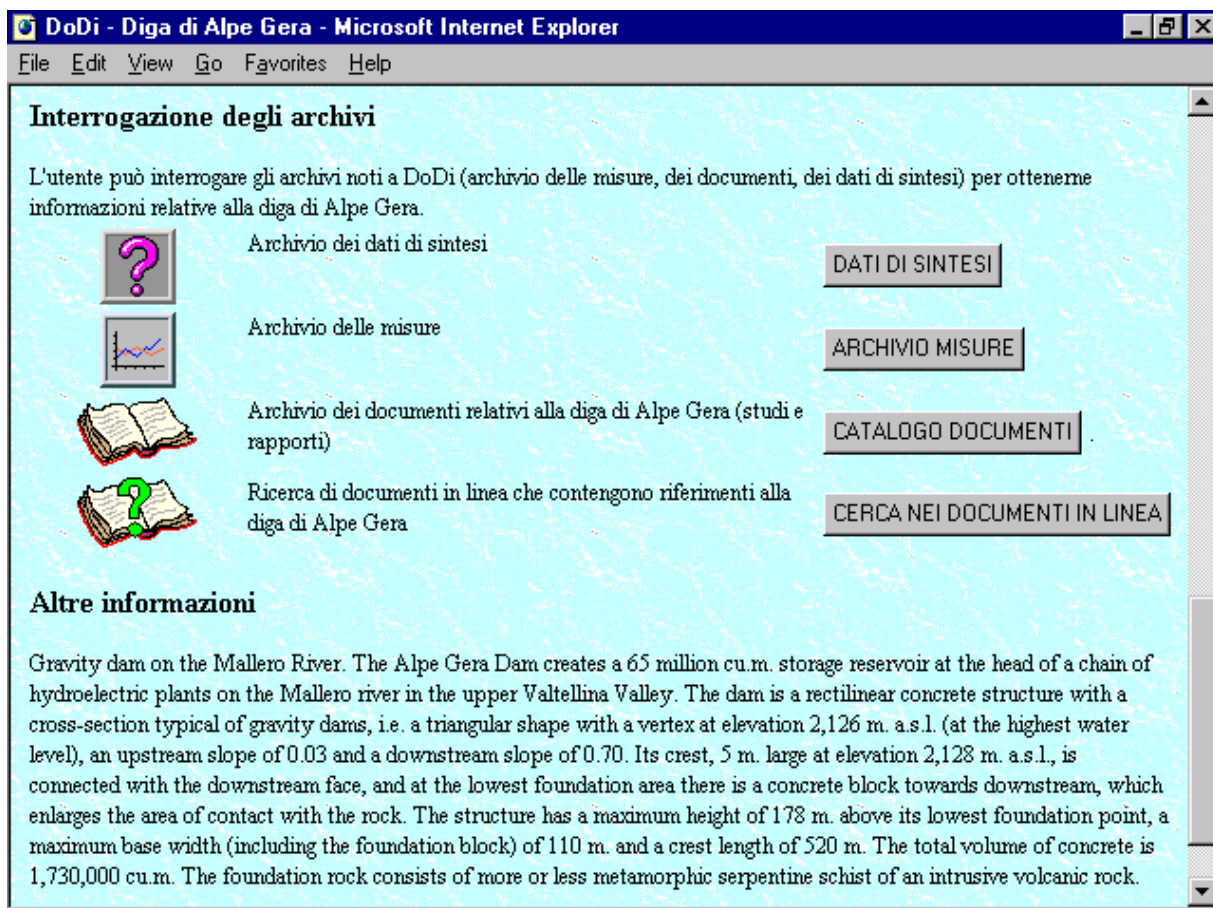 DoDi - Diga di Alpe Gera - Microsoft Internet Explorer
File Edit View Go Favorites Help
Interrogazione degli archivi
L'utente può interrogare gli archivi noti a DoDi (archivio delle misure, dei documenti, dei dati di sintesi) per ottenerne
informazioni relative alla diga di Alpe Gera.
Archivio dei dati di sintesi
DATI DI SINTESI
Archivio delle misure
ARCHIVIO MISURE
Archivio dei documenti relativi alla diga di Alpe Gera (studi e
rapporti)
CATALOGO DOCUMENTI .
Ricerca di documenti in linea che contengono riferimenti alla
diga di Alpe Gera
CERCA NEI DOCUMENTI IN LINEA
Altre informazioni
Gravity dam on the Mallero River. The Alpe Gera Dam creates a 65 million cu.m. storage reservoir at the head of a chain of
hydroelectric plants on the Mallero river in the upper Valtellina Valley. The dam is a rectilinear concrete structure with a
cross-section typical of gravity dams, i.e. a triangular shape with a vertex at elevation 2,126 m. a.s.l. (at the highest water
level), an upstream slope of 0.03 and a downstream slope of 0.70. Its crest, 5 m. large at elevation 2,128 m. a.s.l., is
connected with the downstream face, and at the lowest foundation area there is a concrete block towards downstream, which
enlarges the area of contact with the rock. The structure has a maximum height of 178 m. above its lowest foundation point, a
maximum base width (including the foundation block) of 110 m. and a crest length of 520 m. The total volume of concrete is
1,730,000 cu.m. The foundation rock consists of more or less metamorphic serpentine schist of an intrusive volcanic rock.